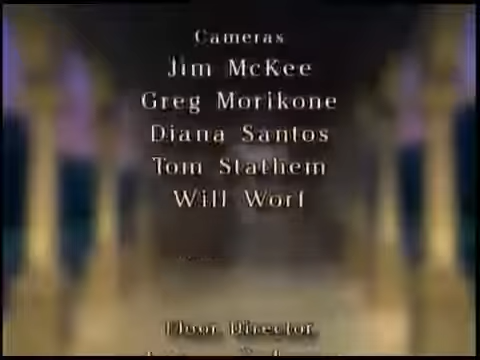 Cameras
Jim McKee
Greg Morikone
Diana Santos
Tom Stathem
Will Worf
Floor Director